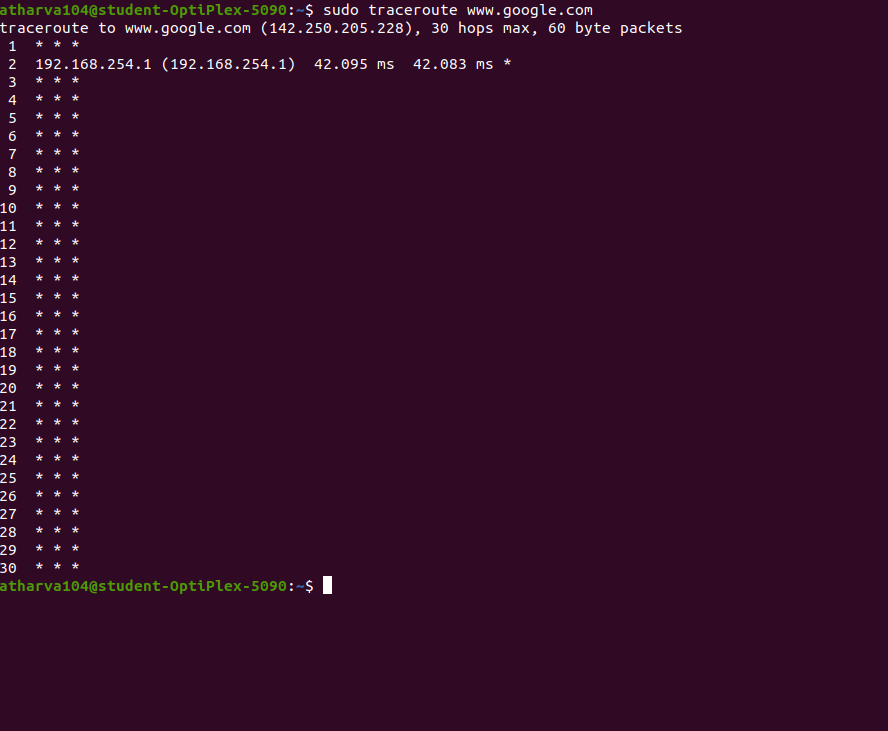 atharva104@student-OptiPlex-5090:~$ sudo traceroute www.google.com
traceroute to www.google.com (142.250.205.228), 30 hops max, 60 byte packets
 1  * * *
 2  192.168.254.1 (192.168.254.1)  42.095 ms  42.083 ms *
 3  * * *
 4  * * *
 5  * * *
 6  * * *
 7  * * *
 8  * * *
 9  * * *
10  * * *
11  * * *
12  * * *
13  * * *
14  * * *
15  * * *
16  * * *
17  * * *
18  * * *
19  * * *
20  * * *
21  * * *
22  * * *
23  * * *
24  * * *
25  * * *
26  * * *
27  * * *
28  * * *
29  * * *
30  * * *
atharva104@student-OptiPlex-5090:~$